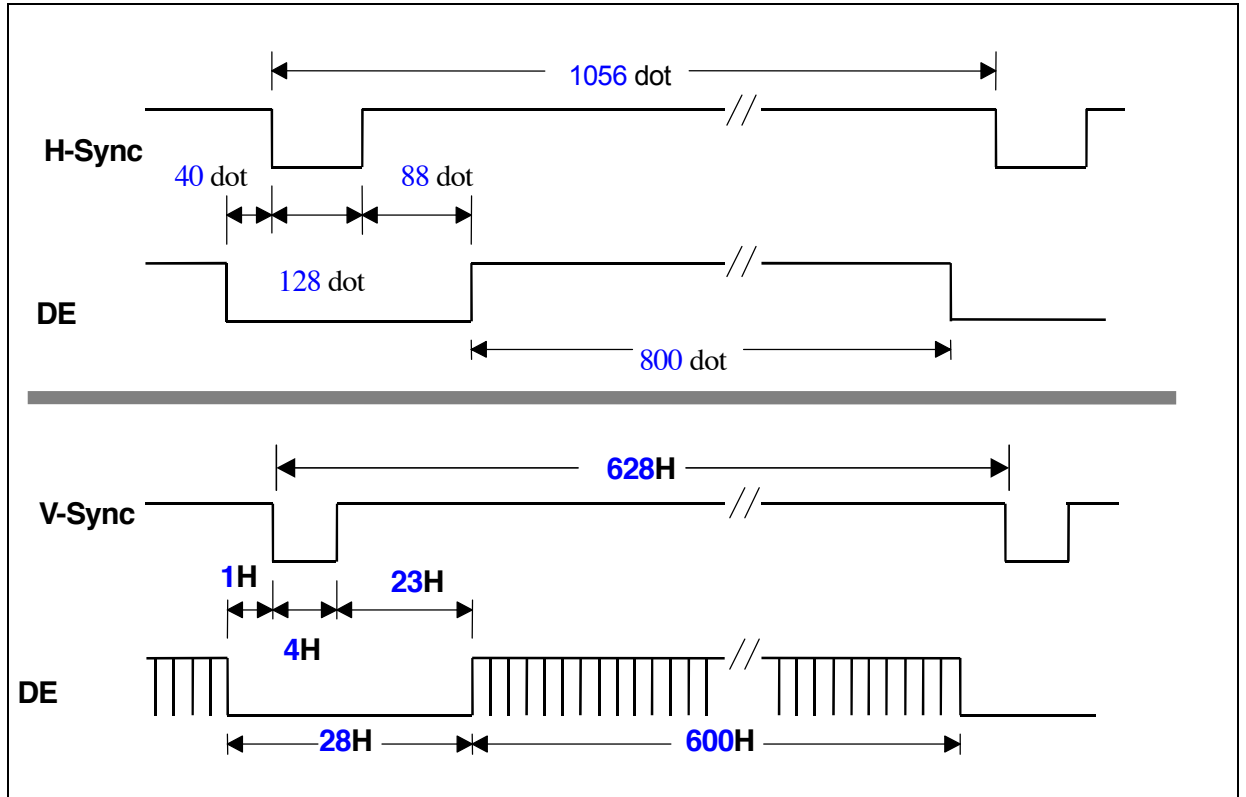 1056 dot
H-Sync
40 dot
88 dot
128 dot
DE
800 dot
628H
V-Sync
1H
23H
4H
DE
28H
600H